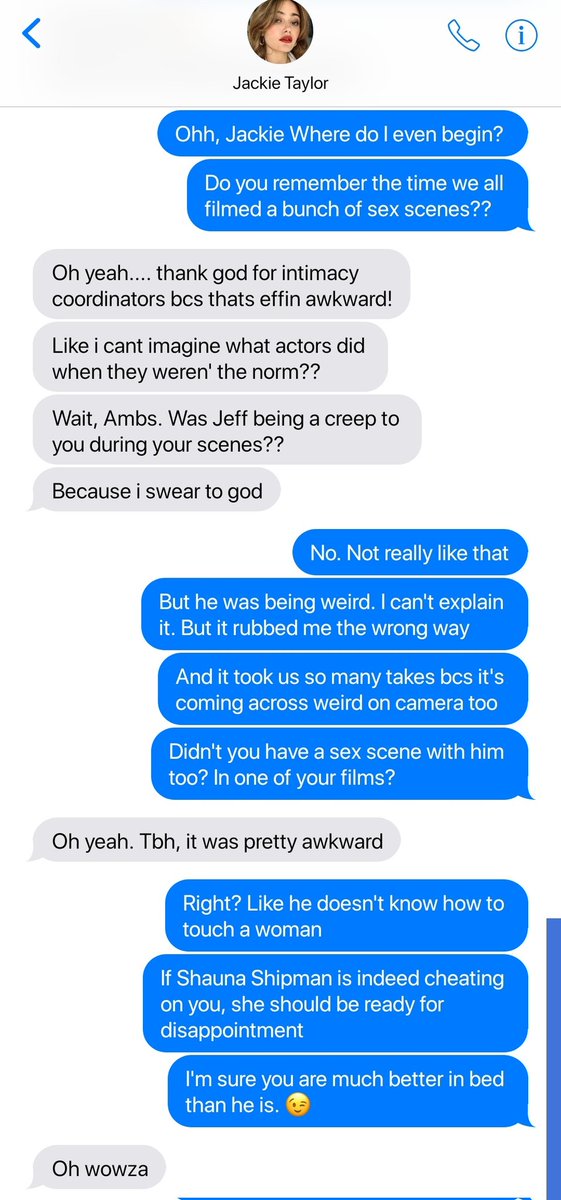 Jackie Taylor
Ohh, Jackie Where do I even begin?
Do you remember the time we all
filmed a bunch of sex scenes??
Oh yeah.... thank god for intimacy
coordinators bcs thats effin awkward!
Like i cant imagine what actors did
when they weren' the norm??
Wait, Ambs. Was Jeff being a creep to
you during your scenes??
Because i swear to god
No. Not really like that
But he was being weird. I can't explain
it. But it rubbed me the wrong way
And it took us so many takes bcs it's
coming across weird on camera too
Didn't you have a sex scene with him
too? In one of your films?
Oh yeah. Tbh, it was pretty awkward
Right? Like he doesn't know how to
touch a woman
If Shauna Shipman is indeed cheating
on you, she should be ready for
disappointment
I'm sure you are much better in bed
than he is. 😉
Oh wowza